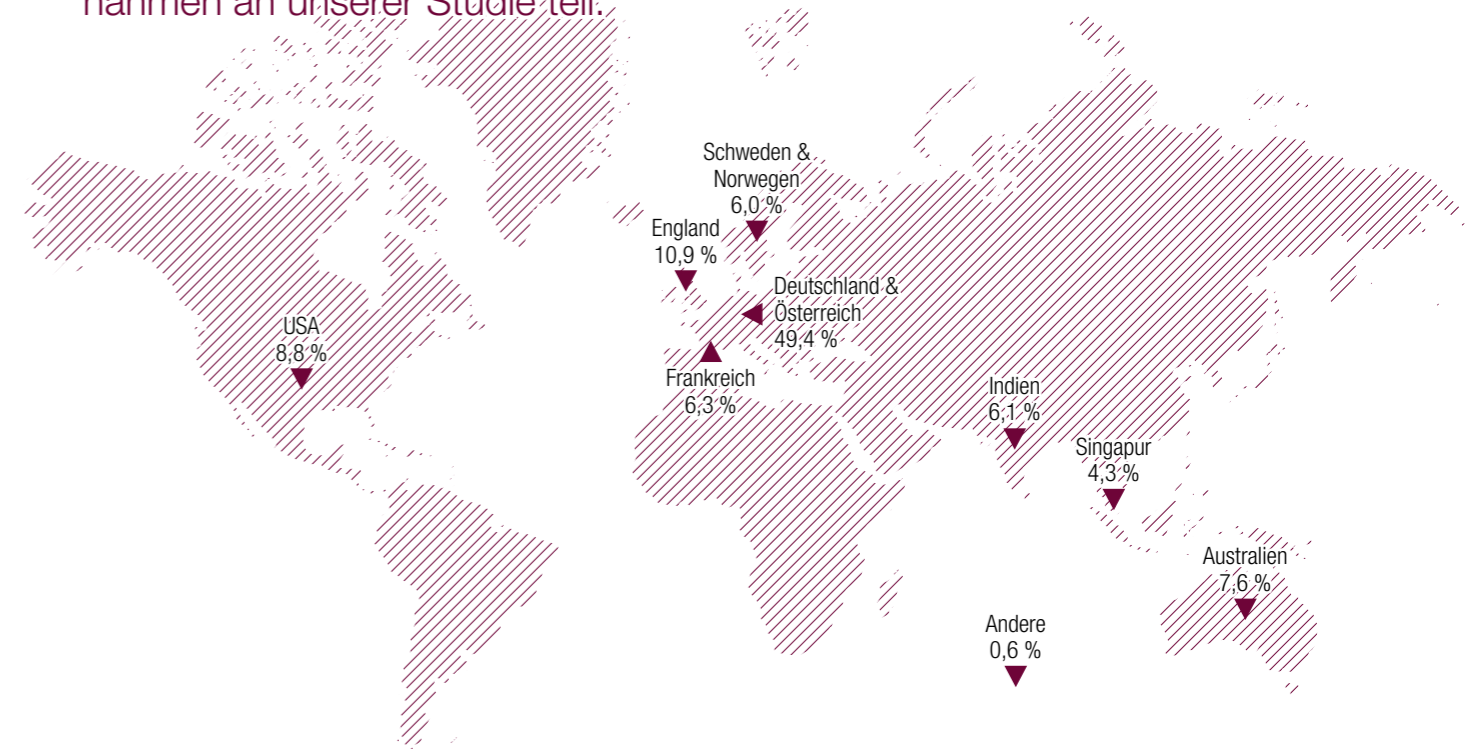 nahmen an unserer Studie teil.
Schweden &
Norwegen
6,0 %
England
10,9 %
Deutschland &
Österreich
49,4 %
USA
8,8 %
Frankreich
6,3 %
Indien
6,1 %
Singapur
4,3 %
Australien
7,6 %
Andere
0,6 %